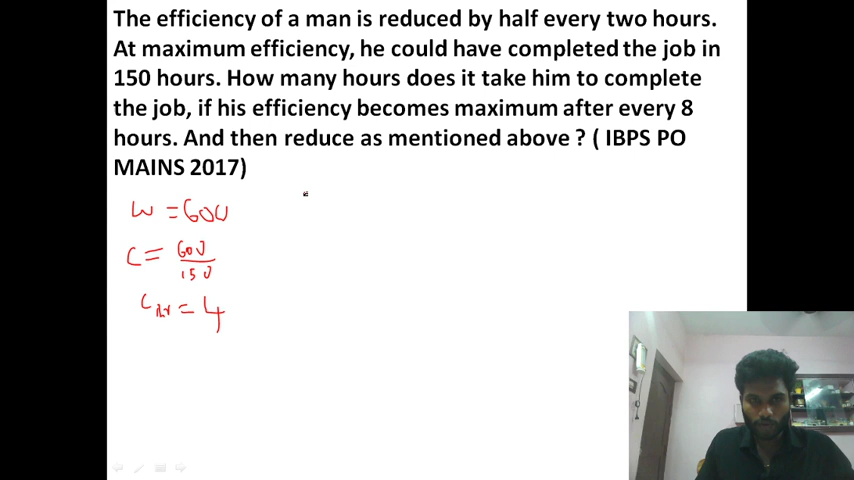 The efficiency of a man is reduced by half every two hours.
At maximum efficiency, he could have completed the job in
150 hours. How many hours does it take him to complete
the job, if his efficiency becomes maximum after every 8
hours. And then reduce as mentioned above ? ( IBPS PO
MAINS 2017)
W = 600
C = 600
150
= 4